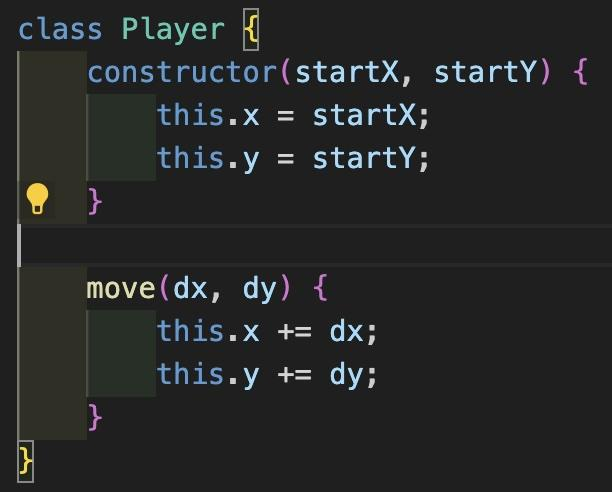 class Player {
    constructor(startX, startY) {
        this.x = startX;
        this.y = startY;
    }

    move(dx, dy) {
        this.x += dx;
        this.y += dy;
    }
}